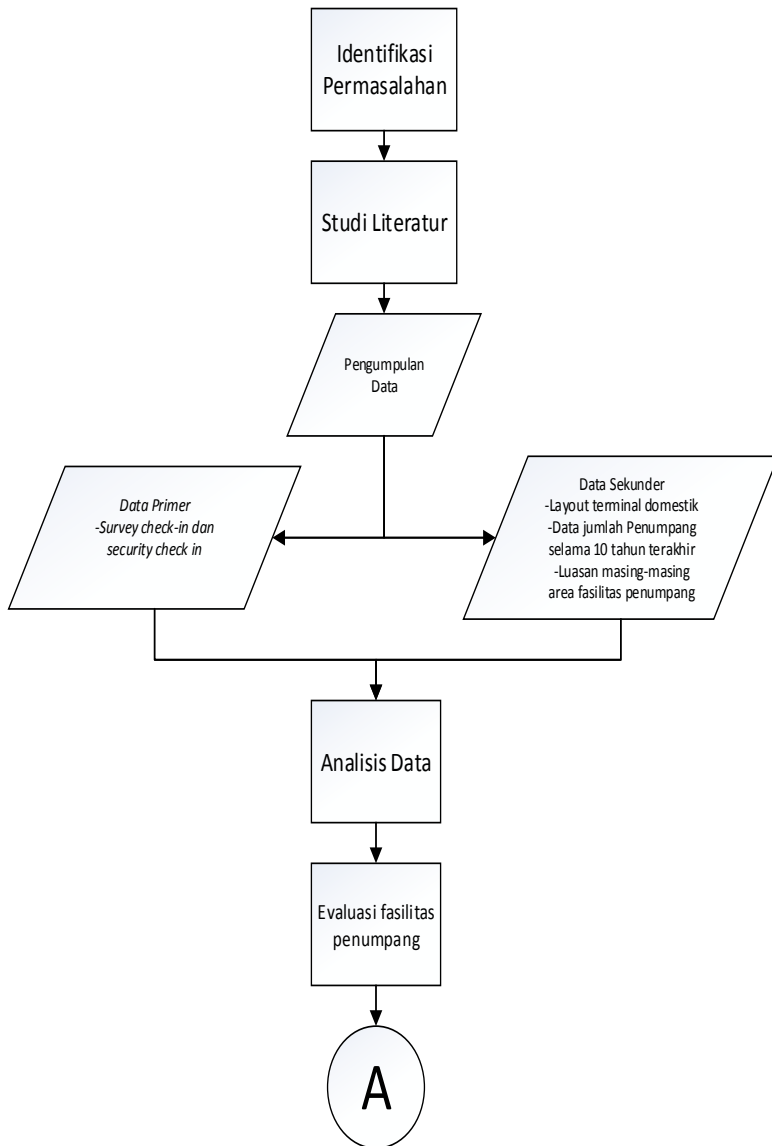 Identifikasi
Permasalahan
Studi Literatur
Pengumpulan
Data
Data Primer
-Survey check-in dan
security check in
Data Sekunder
-Layout terminal domestik
-Data jumlah Penumpang
selama 10 tahun terakhir
-Luasan masing-masing
area fasilitas penumpang
Analisis Data
Evaluasi fasilitas
penumpang
A